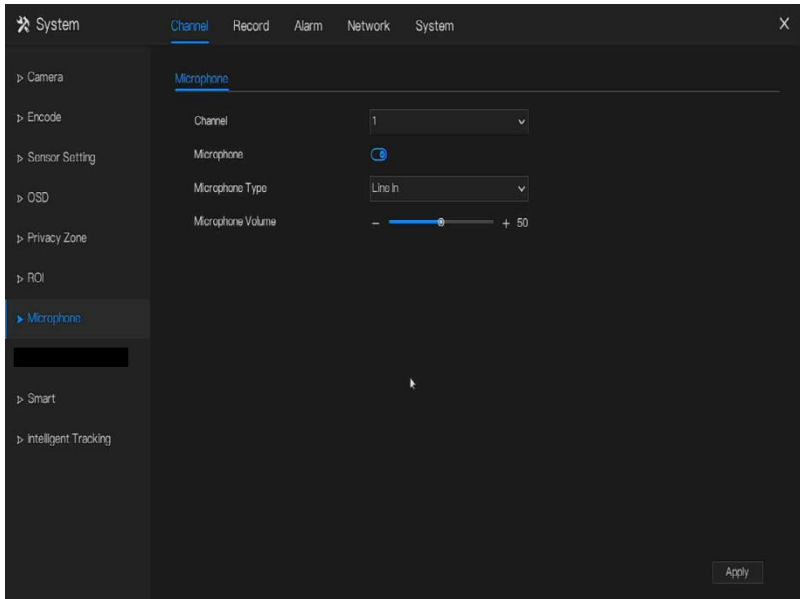 System
Channel Record Alarm Network System X
Camera
Encode
Sensor Setting
OSD
Privacy Zone
ROI
Microphone
Smart
Intelligent Tracking
Microphone
Channel 1
Microphone
Microphone Type Line In
Microphone Volume − + 50
Apply